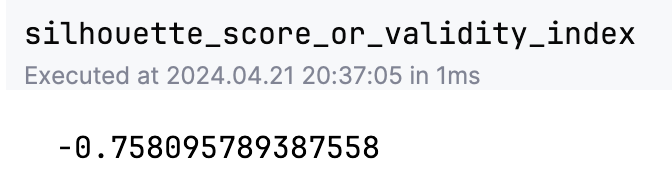 silhouette_score_or_validity_index
Executed at 2024.04.21 20:37:05 in 1ms
-0.758095789387558